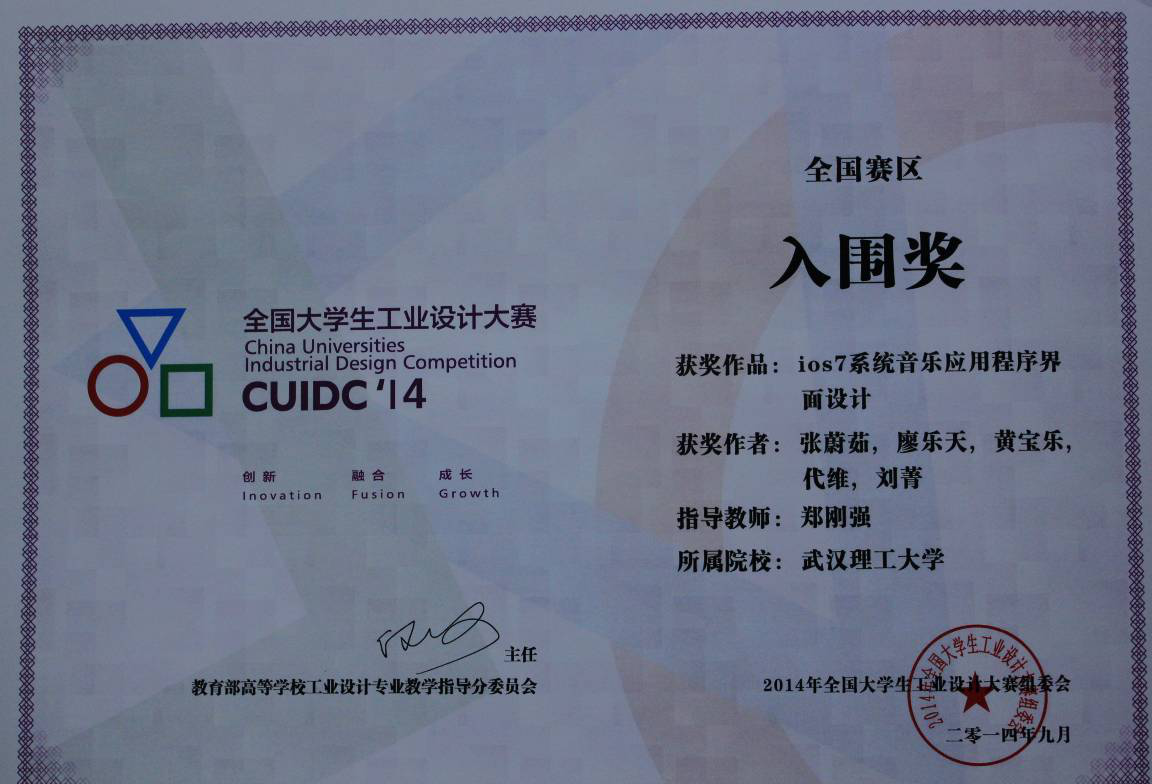 全国大学生工业设计大赛
China Universities
Industrial Design Competition
CUIDC '14
创新 融合 成长
Inovation Fusion Growth
主任
教育部高等学校工业设计专业教学指导分委员会
全国赛区
入围奖
获奖作品: ios7系统音乐应用程序界
面设计
获奖作者: 张蔚茹, 廖乐天, 黄宝乐,
代维, 刘菁
指导教师: 郑刚强
所属院校: 武汉理工大学
2014年全国大学生工业设计大赛组委会
二零一四年九月
2014年全国大学生工业设计大赛组委会